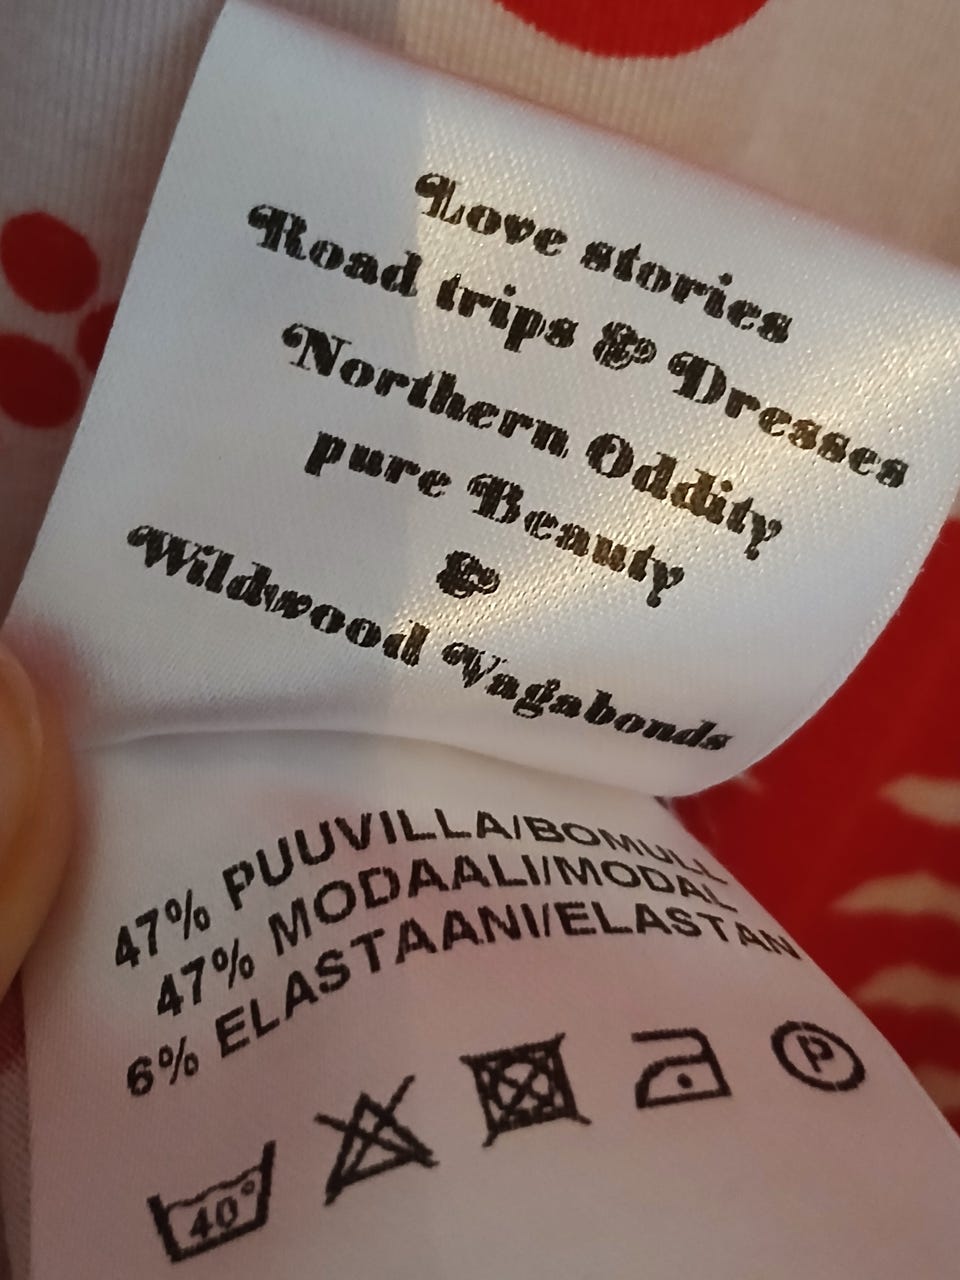 Love stories
Road trips & Dresses
Northern Oddity
pure Beauty
&
Wildwood Vagabonds
47% PUUVILLA/BOMULL
47% MODAALI/MODAL
6% ELASTAANI/ELASTAN
40°
P